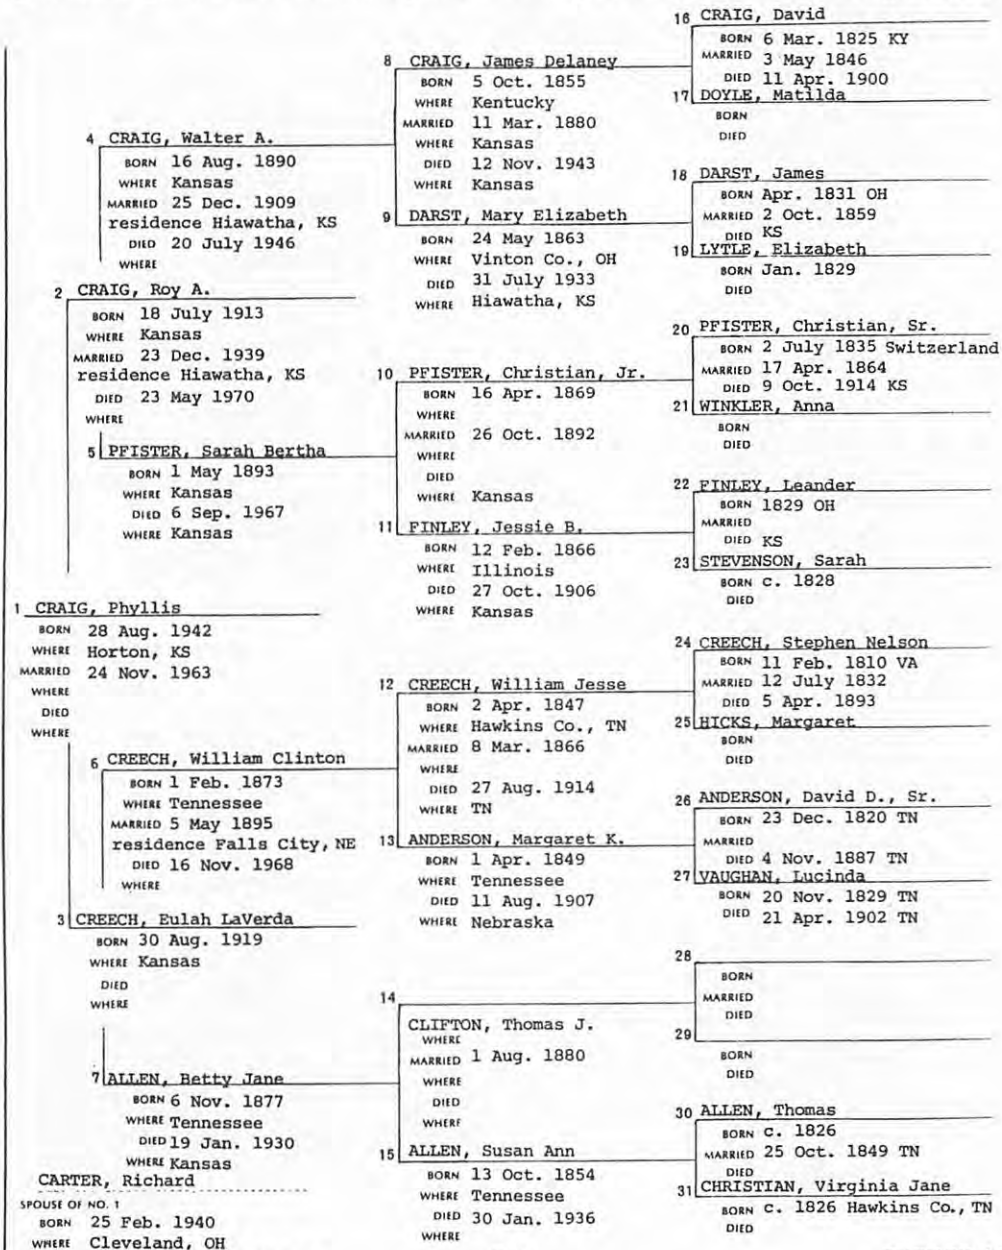 1 CRAIG, Phyllis
BORN 28 Aug. 1942
WHERE Horton, KS
MARRIED 24 Nov. 1963
WHERE
DIED
WHERE
2 CRAIG, Roy A.
BORN 18 July 1913
WHERE Kansas
MARRIED 23 Dec. 1939
residence Hiawatha, KS
DIED 23 May 1970
WHERE
3 CREECH, Eulah LaVerda
BORN 30 Aug. 1919
WHERE Kansas
DIED
WHERE
CARTER, Richard
SPOUSE OF NO. 1
BORN 25 Feb. 1940
WHERE Cleveland, OH
4 CRAIG, Walter A.
BORN 16 Aug. 1890
WHERE Kansas
MARRIED 25 Dec. 1909
residence Hiawatha, KS
DIED 20 July 1946
WHERE
5 PFISTER, Sarah Bertha
BORN 1 May 1893
WHERE Kansas
DIED 6 Sep. 1967
WHERE Kansas
6 CREECH, William Clinton
BORN 1 Feb. 1873
WHERE Tennessee
MARRIED 5 May 1895
residence Falls City, NE
DIED 16 Nov. 1968
WHERE
7 ALLEN, Betty Jane
BORN 6 Nov. 1877
WHERE Tennessee
DIED 19 Jan. 1930
WHERE Kansas
8 CRAIG, James Delaney
BORN 5 Oct. 1855
WHERE Kentucky
MARRIED 11 Mar. 1880
WHERE Kansas
DIED 12 Nov. 1943
WHERE Kansas
9 DARST, Mary Elizabeth
BORN 24 May 1863
WHERE Vinton Co., OH
DIED 31 July 1933
WHERE Hiawatha, KS
10 PFISTER, Christian, Jr.
BORN 16 Apr. 1869
WHERE
MARRIED 26 Oct. 1892
WHERE
DIED
WHERE Kansas
11 FINLEY, Jessie B.
BORN 12 Feb. 1866
WHERE Illinois
DIED 27 Oct. 1906
WHERE Kansas
12 CREECH, William Jesse
BORN 2 Apr. 1847
WHERE Hawkins Co., TN
MARRIED 8 Mar. 1866
WHERE
DIED 27 Aug. 1914
WHERE TN
13 ANDERSON, Margaret K.
BORN 1 Apr. 1849
WHERE Tennessee
DIED 11 Aug. 1907
WHERE Nebraska
14
CLIFTON, Thomas J.
WHERE
MARRIED 1 Aug. 1880
WHERE
DIED
WHERE
15 ALLEN, Susan Ann
BORN 13 Oct. 1854
WHERE Tennessee
DIED 30 Jan. 1936
WHERE
16 CRAIG, David
BORN 6 Mar. 1825 KY
MARRIED 3 May 1846
DIED 11 Apr. 1900
17 DOYLE, Matilda
BORN
DIED
18 DARST, James
BORN Apr. 1831 OH
MARRIED 2 Oct. 1859
DIED KS
19 LYTLE, Elizabeth
BORN Jan. 1829
DIED
20 PFISTER, Christian, Sr.
BORN 2 July 1835 Switzerland
MARRIED 17 Apr. 1864
DIED 9 Oct. 1914 KS
21 WINKLER, Anna
BORN
DIED
22 FINLEY, Leander
BORN 1829 OH
MARRIED
DIED KS
23 STEVENSON, Sarah
BORN c. 1828
DIED
24 CREECH, Stephen Nelson
BORN 11 Feb. 1810 VA
MARRIED 12 July 1832
DIED 5 Apr. 1893
25 HICKS, Margaret
BORN
DIED
26 ANDERSON, David D., Sr.
BORN 23 Dec. 1820 TN
MARRIED
DIED 4 Nov. 1887 TN
27 VAUGHAN, Lucinda
BORN 20 Nov. 1829 TN
DIED 21 Apr. 1902 TN
28
BORN
MARRIED
DIED
29
BORN
DIED
30 ALLEN, Thomas
BORN c. 1826
MARRIED 25 Oct. 1849 TN
DIED
31 CHRISTIAN, Virginia Jane
BORN c. 1826 Hawkins Co., TN
DIED